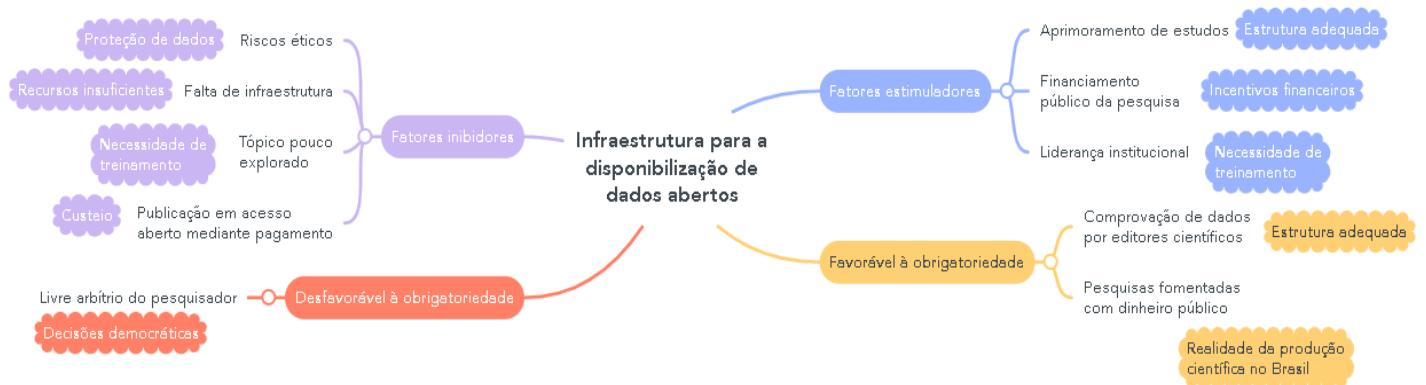 Infraestrutura para a
disponibilização de
dados abertos
Fatores inibidores
Riscos éticos
Proteção de dados
Falta de infraestrutura
Recursos insuficientes
Tópico pouco
explorado
Necessidade de
treinamento
Publicação em acesso
aberto mediante pagamento
Custeio
Desfavorável à obrigatoriedade
Livre arbítrio do pesquisador
Decisões democráticas
Fatores estimuladores
Aprimoramento de estudos
Estrutura adequada
Financiamento
público da pesquisa
Incentivos financeiros
Liderança institucional
Necessidade de
treinamento
Favorável à obrigatoriedade
Comprovação de dados
por editores científicos
Estrutura adequada
Pesquisas fomentadas
com dinheiro público
Realidade da produção
científica no Brasil